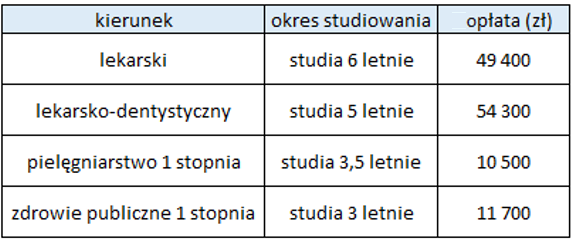 kierunek okres studiowania opłata (zł)
lekarski studia 6 letnie 49 400
lekarsko-dentystyczny studia 5 letnie 54 300
pielęgniarstwo 1 stopnia studia 3,5 letnie 10 500
zdrowie publiczne 1 stopnia studia 3 letnie 11 700